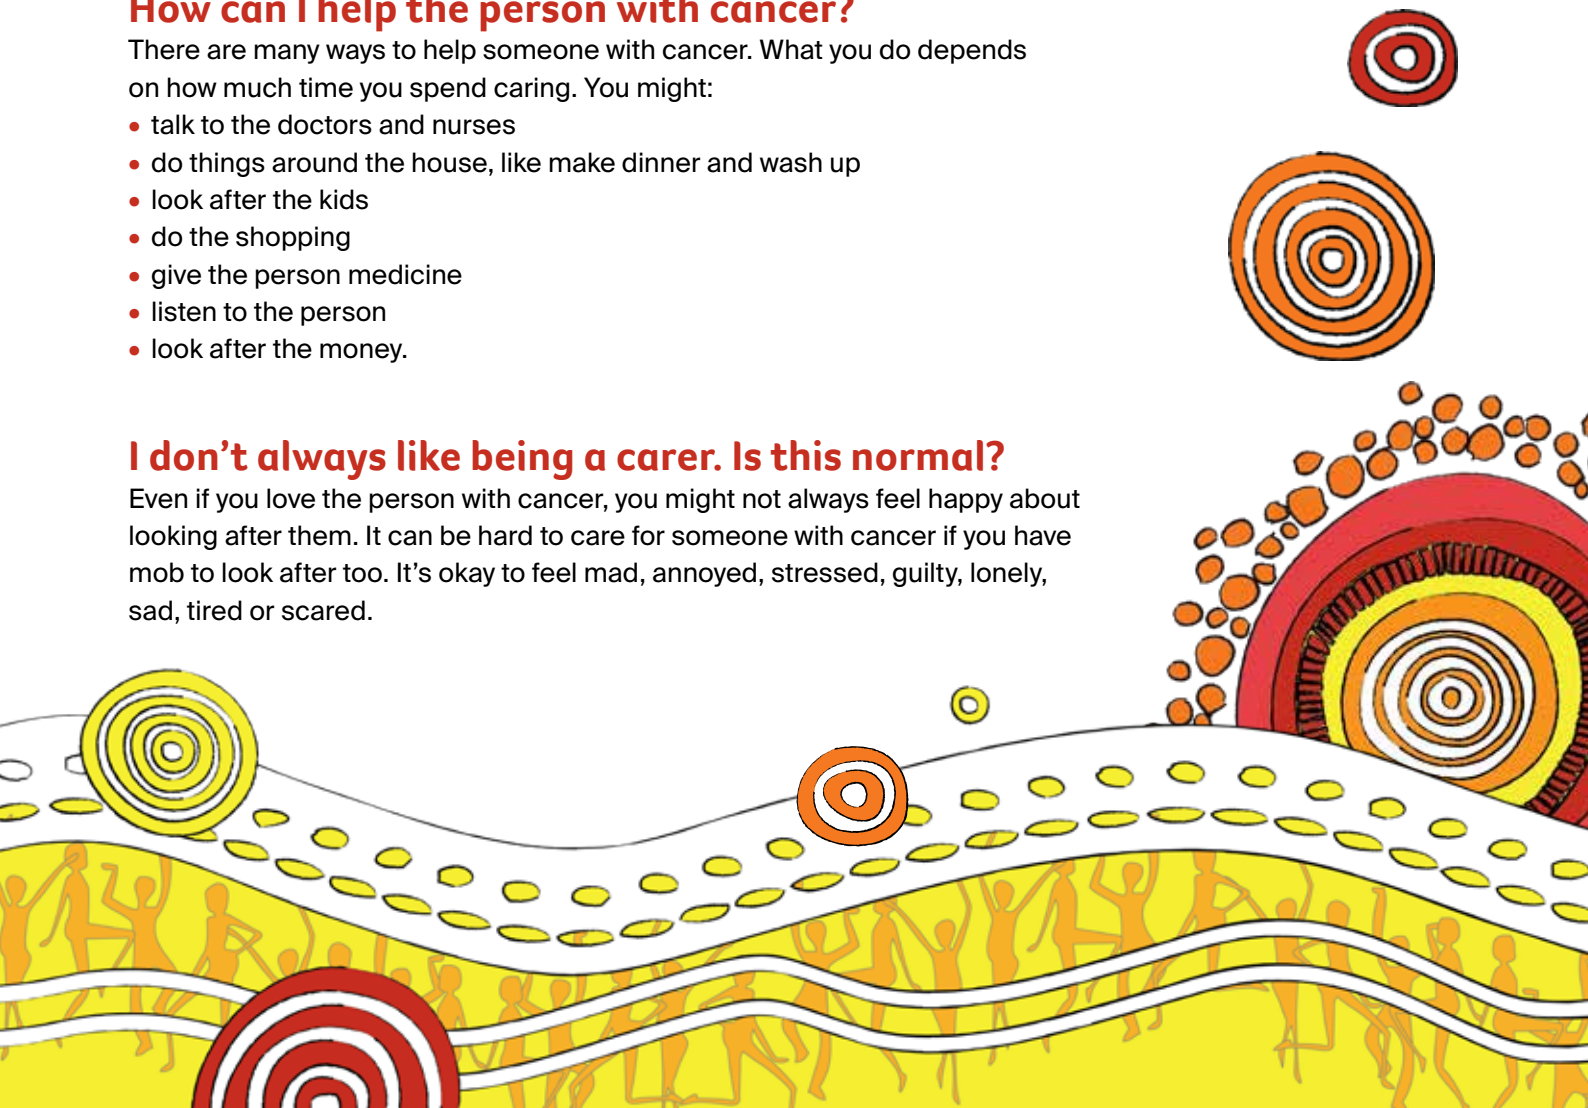 How can I help the person with cancer?
There are many ways to help someone with cancer. What you do depends
on how much time you spend caring. You might:
• talk to the doctors and nurses
• do things around the house, like make dinner and wash up
• look after the kids
• do the shopping
• give the person medicine
• listen to the person
• look after the money.
I don’t always like being a carer. Is this normal?
Even if you love the person with cancer, you might not always feel happy about
looking after them. It can be hard to care for someone with cancer if you have
mob to look after too. It’s okay to feel mad, annoyed, stressed, guilty, lonely,
sad, tired or scared.